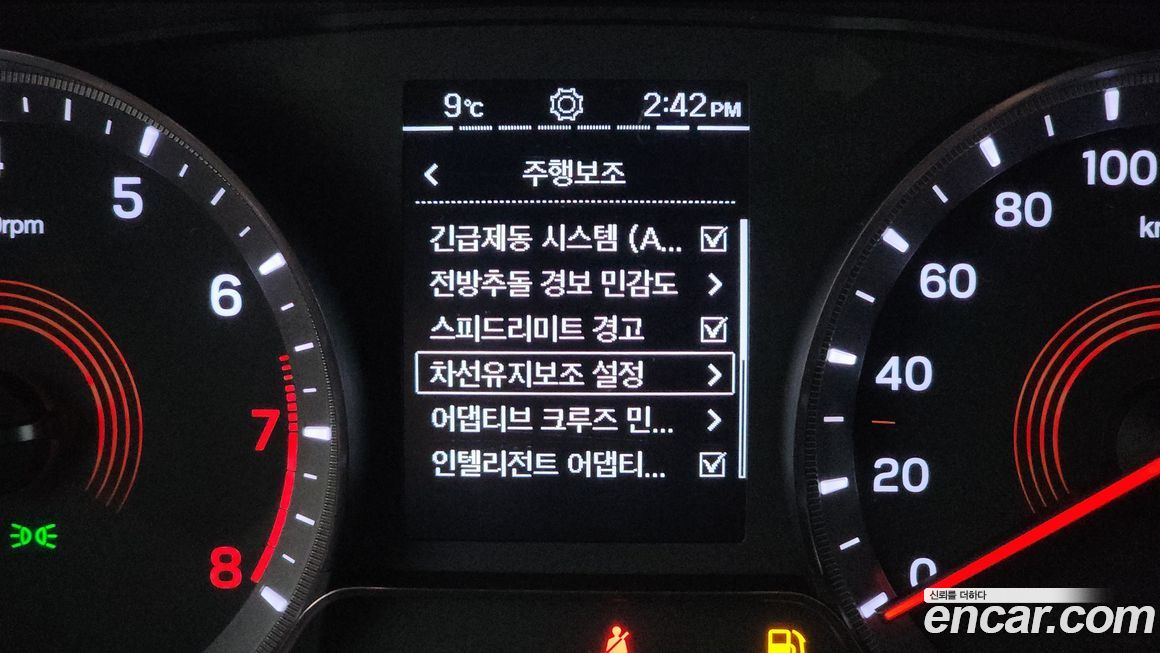 9℃ 2:42 PM
주행보조
긴급제동 시스템 (A...
전방추돌 경보 민감도
스피드리미트 경고
차선유지보조 설정
어댑티브 크루즈 민...
인텔리전트 어댑티...
5
rpm
6
7
8
100
80
60
40
20
0
신뢰를 더하다
encar.com